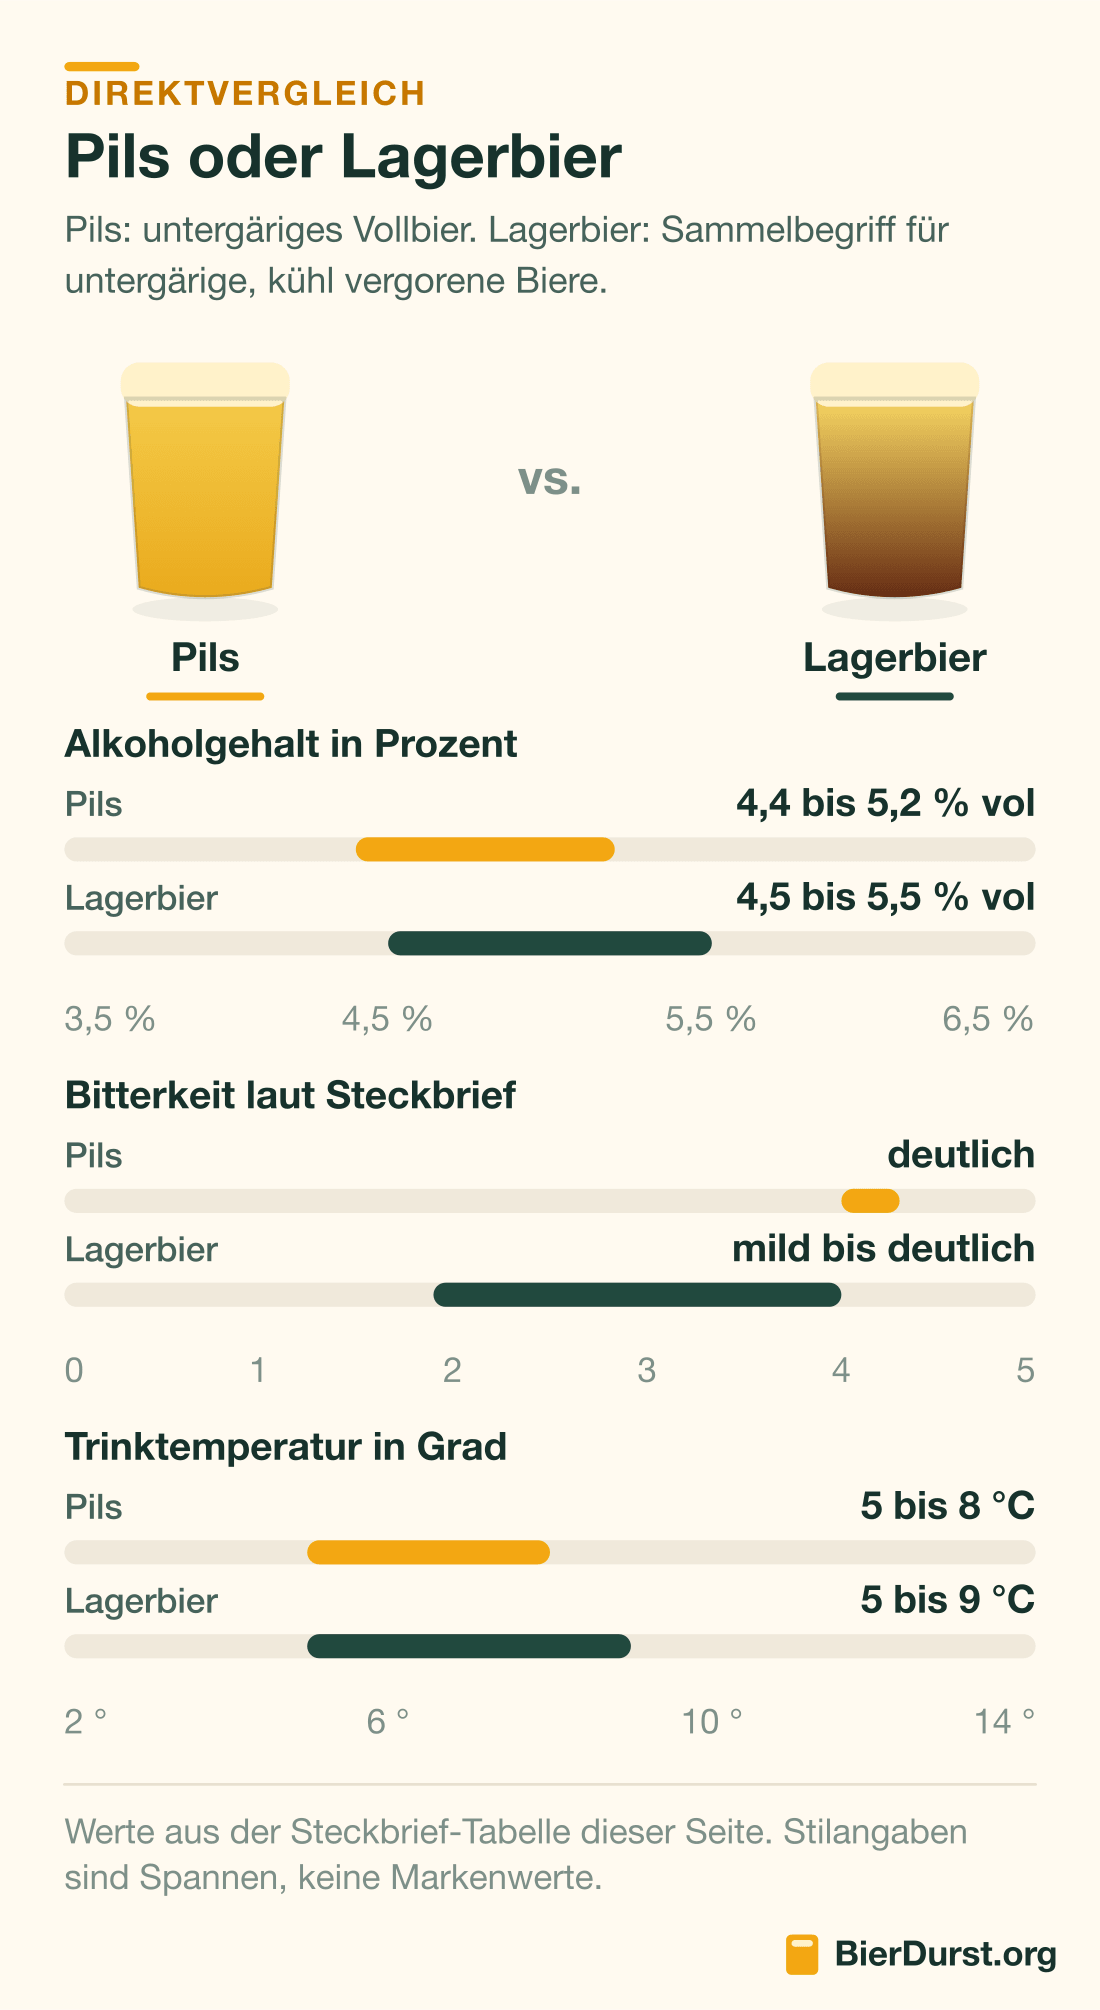 DIREKTVERGLEICH
Pils oder Lagerbier
Pils: untergäriges Vollbier. Lagerbier: Sammelbegriff für
untergärige, kühl vergorene Biere.
vs.
Pils
Lagerbier
Alkoholgehalt in Prozent
Pils 4,4 bis 5,2 % vol
Lagerbier 4,5 bis 5,5 % vol
3,5 % 4,5 % 5,5 % 6,5 %
Bitterkeit laut Steckbrief
Pils deutlich
Lagerbier mild bis deutlich
0 1 2 3 4 5
Trinktemperatur in Grad
Pils 5 bis 8 °C
Lagerbier 5 bis 9 °C
2 ° 6 ° 10 ° 14 °
Werte aus der Steckbrief-Tabelle dieser Seite. Stilangaben
sind Spannen, keine Markenwerte.
BierDurst.org